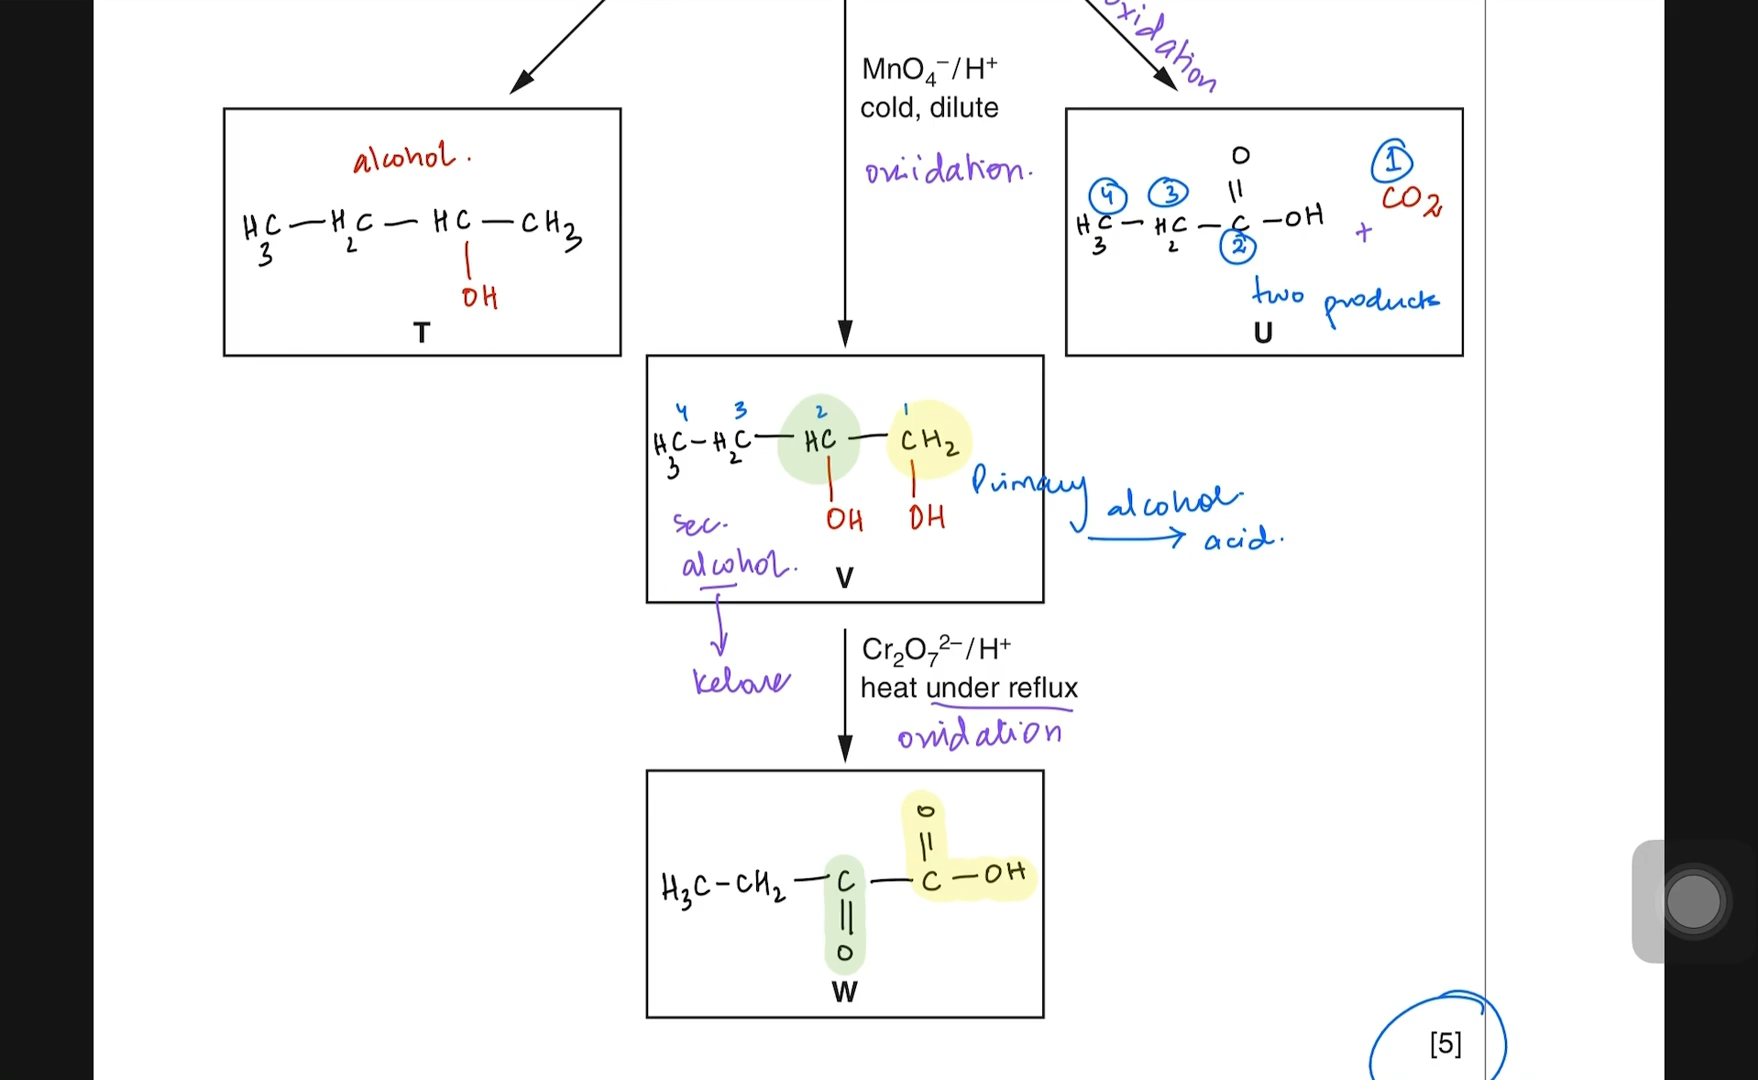 oxidation
MnO₄⁻/H⁺
cold, dilute
oxidation.
alcohol.
H₃C — H₂C — HC — CH₃
OH
T
O
||
④ ③ ①
H₃C — H₂C — C — OH + CO₂
②
two products
U
4 3 2 1
H₃C – H₂C — HC — CH₂
OH OH
Primary alcohol → acid.
sec.
alcohol.
V
ketone
Cr₂O₇²⁻/H⁺
heat under reflux
oxidation
O
||
H₃C – CH₂ — C — C — OH
||
O
W
[5]